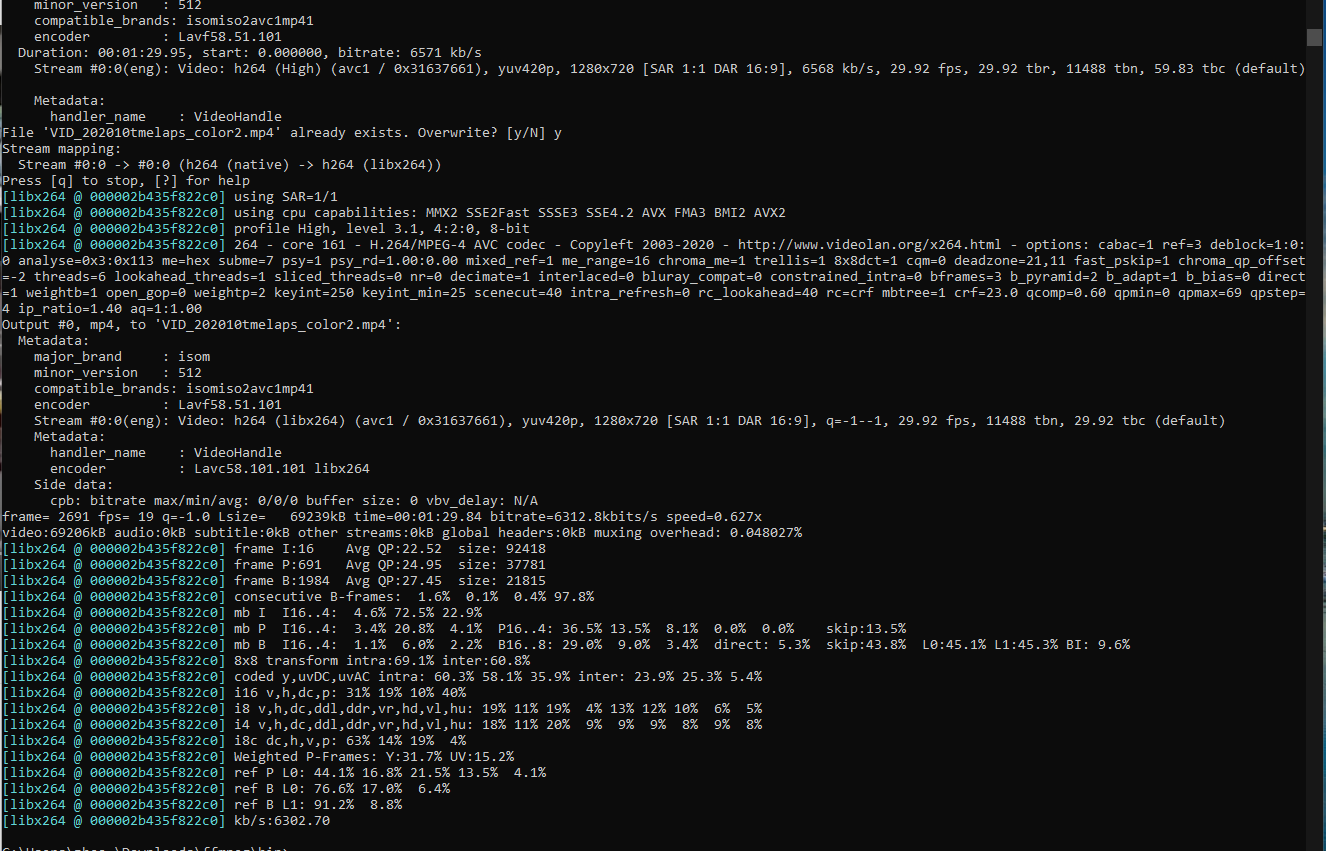 minor_version   : 512
    compatible_brands: isomiso2avc1mp41
    encoder         : Lavf58.51.101
  Duration: 00:01:29.95, start: 0.000000, bitrate: 6571 kb/s
    Stream #0:0(eng): Video: h264 (High) (avc1 / 0x31637661), yuv420p, 1280x720 [SAR 1:1 DAR 16:9], 6568 kb/s, 29.92 fps, 29.92 tbr, 11488 tbn, 59.83 tbc (default)
    Metadata:
      handler_name    : VideoHandle
File 'VID_202010tmelaps_color2.mp4' already exists. Overwrite? [y/N] y
Stream mapping:
  Stream #0:0 -> #0:0 (h264 (native) -> h264 (libx264))
Press [q] to stop, [?] for help
[libx264 @ 000002b435f822c0] using SAR=1/1
[libx264 @ 000002b435f822c0] using cpu capabilities: MMX2 SSE2Fast SSSE3 SSE4.2 AVX FMA3 BMI2 AVX2
[libx264 @ 000002b435f822c0] profile High, level 3.1, 4:2:0, 8-bit
[libx264 @ 000002b435f822c0] 264 - core 161 - H.264/MPEG-4 AVC codec - Copyleft 2003-2020 - http://www.videolan.org/x264.html - options: cabac=1 ref=3 deblock=1:0:
0 analyse=0x3:0x113 me=hex subme=7 psy=1 psy_rd=1.00:0.00 mixed_ref=1 me_range=16 chroma_me=1 trellis=1 8x8dct=1 cqm=0 deadzone=21,11 fast_pskip=1 chroma_qp_offset
=-2 threads=6 lookahead_threads=1 sliced_threads=0 nr=0 decimate=1 interlaced=0 bluray_compat=0 constrained_intra=0 bframes=3 b_pyramid=2 b_adapt=1 b_bias=0 direct
=1 weightb=1 open_gop=0 weightp=2 keyint=250 keyint_min=25 scenecut=40 intra_refresh=0 rc_lookahead=40 rc=crf mbtree=1 crf=23.0 qcomp=0.60 qpmin=0 qpmax=69 qpstep=
4 ip_ratio=1.40 aq=1:1.00
Output #0, mp4, to 'VID_202010tmelaps_color2.mp4':
  Metadata:
    major_brand     : isom
    minor_version   : 512
    compatible_brands: isomiso2avc1mp41
    encoder         : Lavf58.51.101
    Stream #0:0(eng): Video: h264 (libx264) (avc1 / 0x31637661), yuv420p, 1280x720 [SAR 1:1 DAR 16:9], q=-1--1, 29.92 fps, 11488 tbn, 29.92 tbc (default)
    Metadata:
      handler_name    : VideoHandle
      encoder         : Lavc58.101.101 libx264
    Side data:
      cpb: bitrate max/min/avg: 0/0/0 buffer size: 0 vbv_delay: N/A
frame= 2691 fps= 19 q=-1.0 Lsize=   69239kB time=00:01:29.84 bitrate=6312.8kbits/s speed=0.627x
video:69206kB audio:0kB subtitle:0kB other streams:0kB global headers:0kB muxing overhead: 0.048027%
[libx264 @ 000002b435f822c0] frame I:16    Avg QP:22.52  size: 92418
[libx264 @ 000002b435f822c0] frame P:691   Avg QP:24.95  size: 37781
[libx264 @ 000002b435f822c0] frame B:1984  Avg QP:27.45  size: 21815
[libx264 @ 000002b435f822c0] consecutive B-frames:  1.6%  0.1%  0.4% 97.8%
[libx264 @ 000002b435f822c0] mb I  I16..4:  4.6% 72.5% 22.9%
[libx264 @ 000002b435f822c0] mb P  I16..4:  3.4% 20.8%  4.1%  P16..4: 36.5% 13.5%  8.1%  0.0%  0.0%    skip:13.5%
[libx264 @ 000002b435f822c0] mb B  I16..4:  1.1%  6.0%  2.2%  B16..8: 29.0%  9.0%  3.4%  direct: 5.3%  skip:43.8%  L0:45.1% L1:45.3% BI: 9.6%
[libx264 @ 000002b435f822c0] 8x8 transform intra:69.1% inter:60.8%
[libx264 @ 000002b435f822c0] coded y,uvDC,uvAC intra: 60.3% 58.1% 35.9% inter: 23.9% 25.3% 5.4%
[libx264 @ 000002b435f822c0] i16 v,h,dc,p: 31% 19% 10% 40%
[libx264 @ 000002b435f822c0] i8 v,h,dc,ddl,ddr,vr,hd,vl,hu: 19% 11% 19%  4% 13% 12% 10%  6%  5%
[libx264 @ 000002b435f822c0] i4 v,h,dc,ddl,ddr,vr,hd,vl,hu: 18% 11% 20%  9%  9%  9%  8%  9%  8%
[libx264 @ 000002b435f822c0] i8c dc,h,v,p: 63% 14% 19%  4%
[libx264 @ 000002b435f822c0] Weighted P-Frames: Y:31.7% UV:15.2%
[libx264 @ 000002b435f822c0] ref P L0: 44.1% 16.8% 21.5% 13.5%  4.1%
[libx264 @ 000002b435f822c0] ref B L0: 76.6% 17.0%  6.4%
[libx264 @ 000002b435f822c0] ref B L1: 91.2%  8.8%
[libx264 @ 000002b435f822c0] kb/s:6302.70